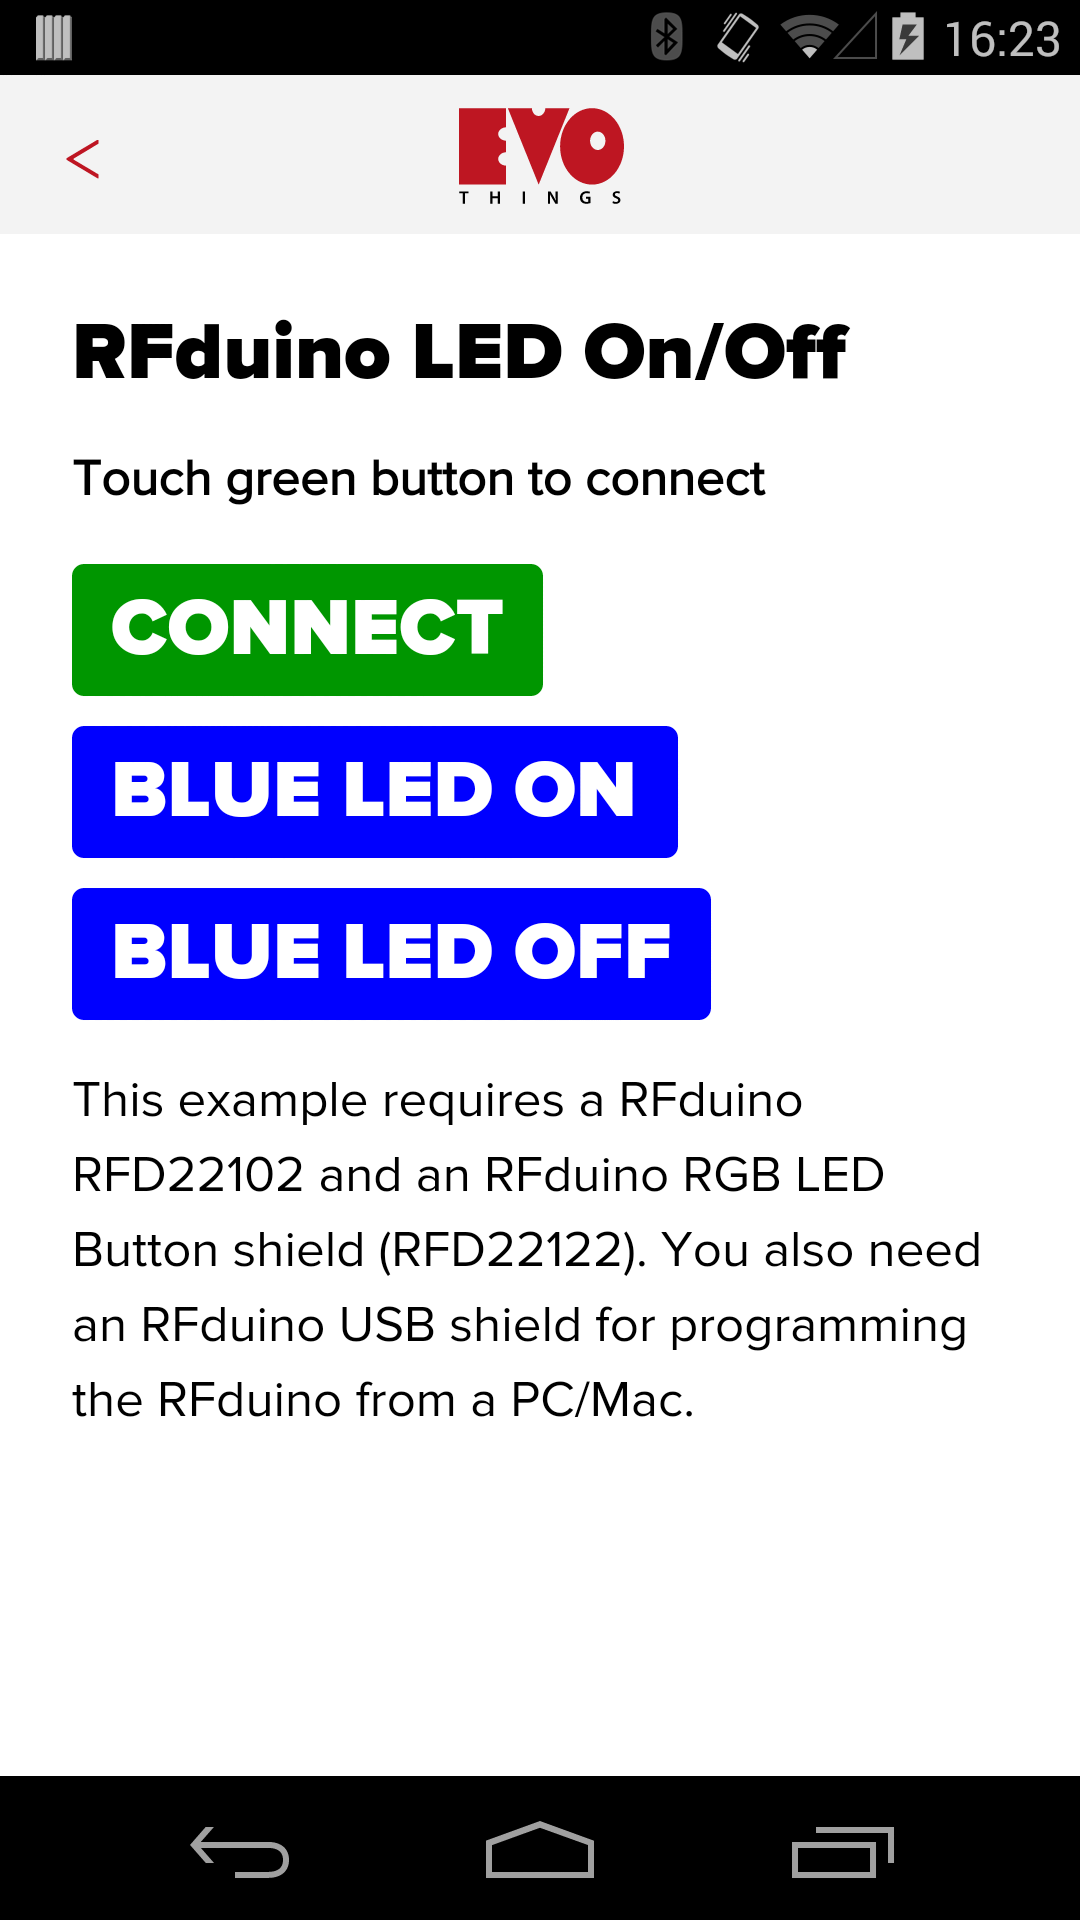 16:23
<
EVO
THINGS
RFduino LED On/Off
Touch green button to connect
CONNECT
BLUE LED ON
BLUE LED OFF
This example requires a RFduino
RFD22102 and an RFduino RGB LED
Button shield (RFD22122). You also need
an RFduino USB shield for programming
the RFduino from a PC/Mac.